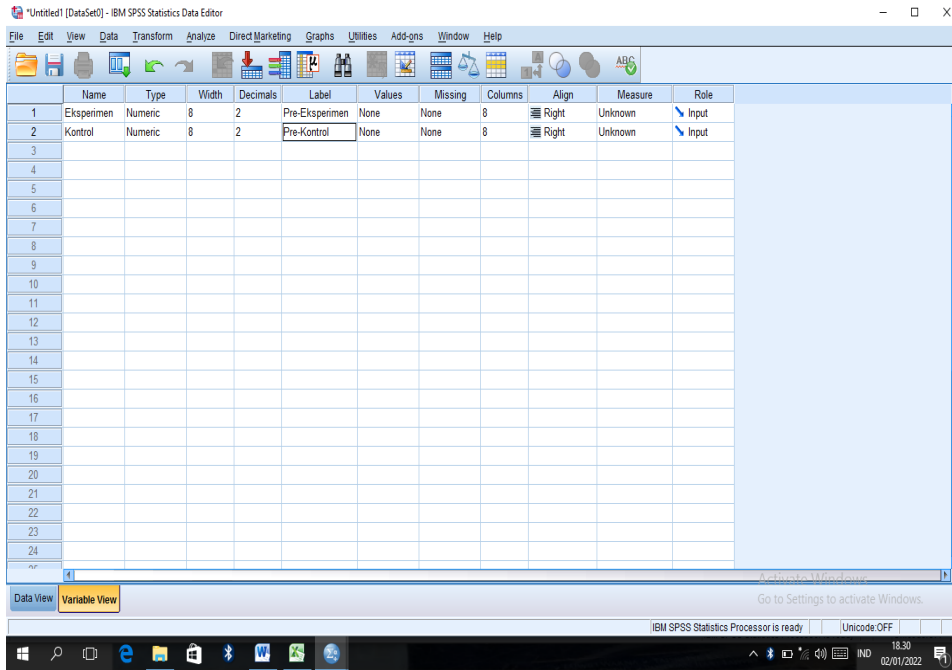 *Untitled1 [DataSet0] - IBM SPSS Statistics Data Editor
File Edit View Data Transform Analyze Direct Marketing Graphs Utilities Add-ons Window Help
ABC
Name Type Width Decimals Label Values Missing Columns Align Measure Role
1 Eksperimen Numeric 8 2 Pre-Eksperimen None None 8 Right Unknown Input
2 Kontrol Numeric 8 2 Pre-Kontrol None None 8 Right Unknown Input
3
4
5
6
7
8
9
10
11
12
13
14
15
16
17
18
19
20
21
22
23
24
Activate Windows
Data View Variable View
Go to Settings to activate Windows.
IBM SPSS Statistics Processor is ready Unicode:OFF
IND
18.30
02/01/2022